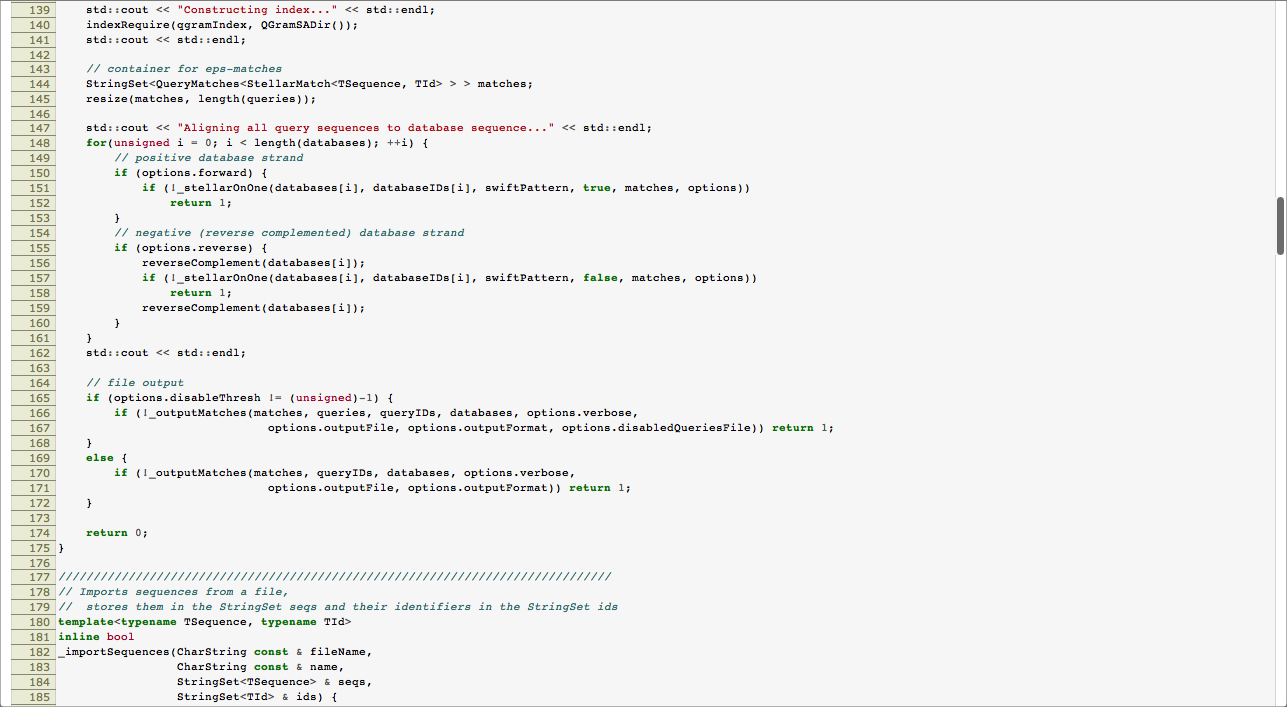 139 std::cout << "Constructing index..." << std::endl;
140 indexRequire(qgramIndex, QGramSADir());
141 std::cout << std::endl;
142
143 // container for eps-matches
144 StringSet<QueryMatches<StellarMatch<TSequence, TId> > > matches;
145 resize(matches, length(queries));
146
147 std::cout << "Aligning all query sequences to database sequence..." << std::endl;
148 for(unsigned i = 0; i < length(databases); ++i) {
149 // positive database strand
150 if (options.forward) {
151 if (!_stellarOnOne(databases[i], databaseIDs[i], swiftPattern, true, matches, options))
152 return 1;
153 }
154 // negative (reverse complemented) database strand
155 if (options.reverse) {
156 reverseComplement(databases[i]);
157 if (!_stellarOnOne(databases[i], databaseIDs[i], swiftPattern, false, matches, options))
158 return 1;
159 reverseComplement(databases[i]);
160 }
161 }
162 std::cout << std::endl;
163
164 // file output
165 if (options.disableThresh != (unsigned)-1) {
166 if (!_outputMatches(matches, queries, queryIDs, databases, options.verbose,
167 options.outputFile, options.outputFormat, options.disabledQueriesFile)) return 1;
168 }
169 else {
170 if (!_outputMatches(matches, queryIDs, databases, options.verbose,
171 options.outputFile, options.outputFormat)) return 1;
172 }
173
174 return 0;
175 }
176
177 ///////////////////////////////////////////////////////////////////////////////
178 // Imports sequences from a file,
179 //  stores them in the StringSet seqs and their identifiers in the StringSet ids
180 template<typename TSequence, typename TId>
181 inline bool
182 _importSequences(CharString const & fileName,
183 CharString const & name,
184 StringSet<TSequence> & seqs,
185 StringSet<TId> & ids) {